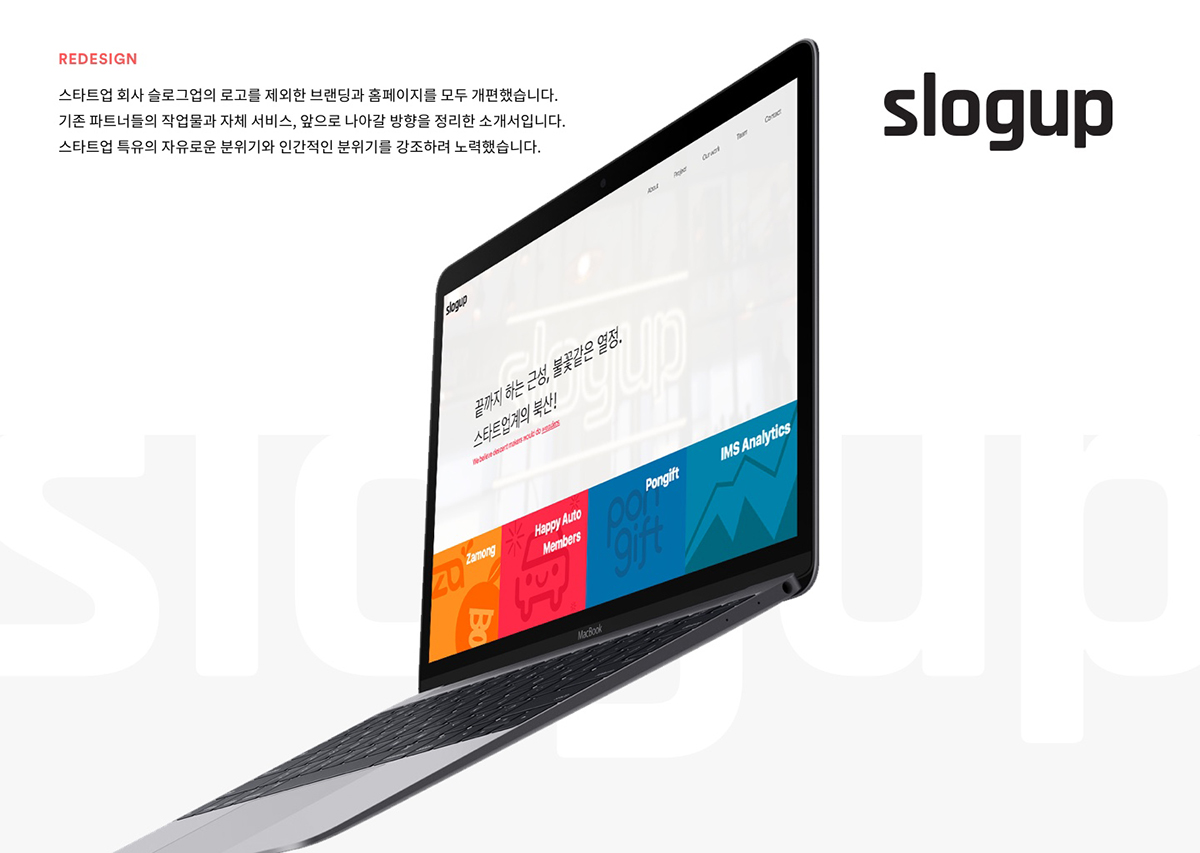 REDESIGN
스타트업 회사 슬로그업의 로고를 제외한 브랜딩과 홈페이지를 모두 개편했습니다.
기존 파트너들의 작업물과 자체 서비스, 앞으로 나아갈 방향을 정리한 소개서입니다.
스타트업 특유의 자유로운 분위기와 인간적인 분위기를 강조하려 노력했습니다.
slogup
About
Project
Our work
Team
Contact
slogup
slogup
끝까지 하는 근성, 불꽃같은 열정.
스타트업계의 북산!
We believe descent makers would do wonders
Zamong
Happy Auto
Members
Pongift
IMS Analytics
pon
gift
MacBook
slogup